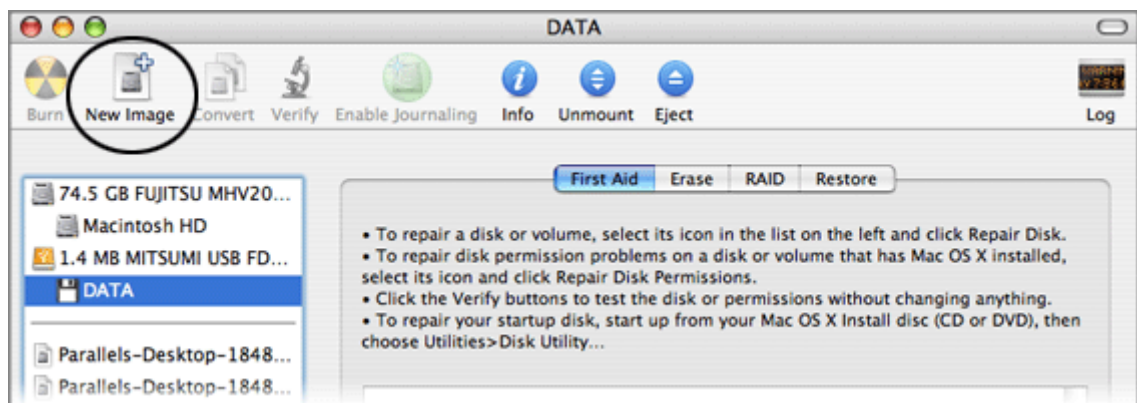 DATA
Burn New Image Convert Verify Enable Journaling Info Unmount Eject Log
First Aid Erase RAID Restore
74.5 GB FUJITSU MHV20...
Macintosh HD
1.4 MB MITSUMI USB FD...
DATA
Parallels-Desktop-1848...
Parallels-Desktop-1848...
• To repair a disk or volume, select its icon in the list on the left and click Repair Disk.
• To repair disk permission problems on a disk or volume that has Mac OS X installed,
select its icon and click Repair Disk Permissions.
• Click the Verify buttons to test the disk or permissions without changing anything.
• To repair your startup disk, start up from your Mac OS X Install disc (CD or DVD), then
choose Utilities>Disk Utility...